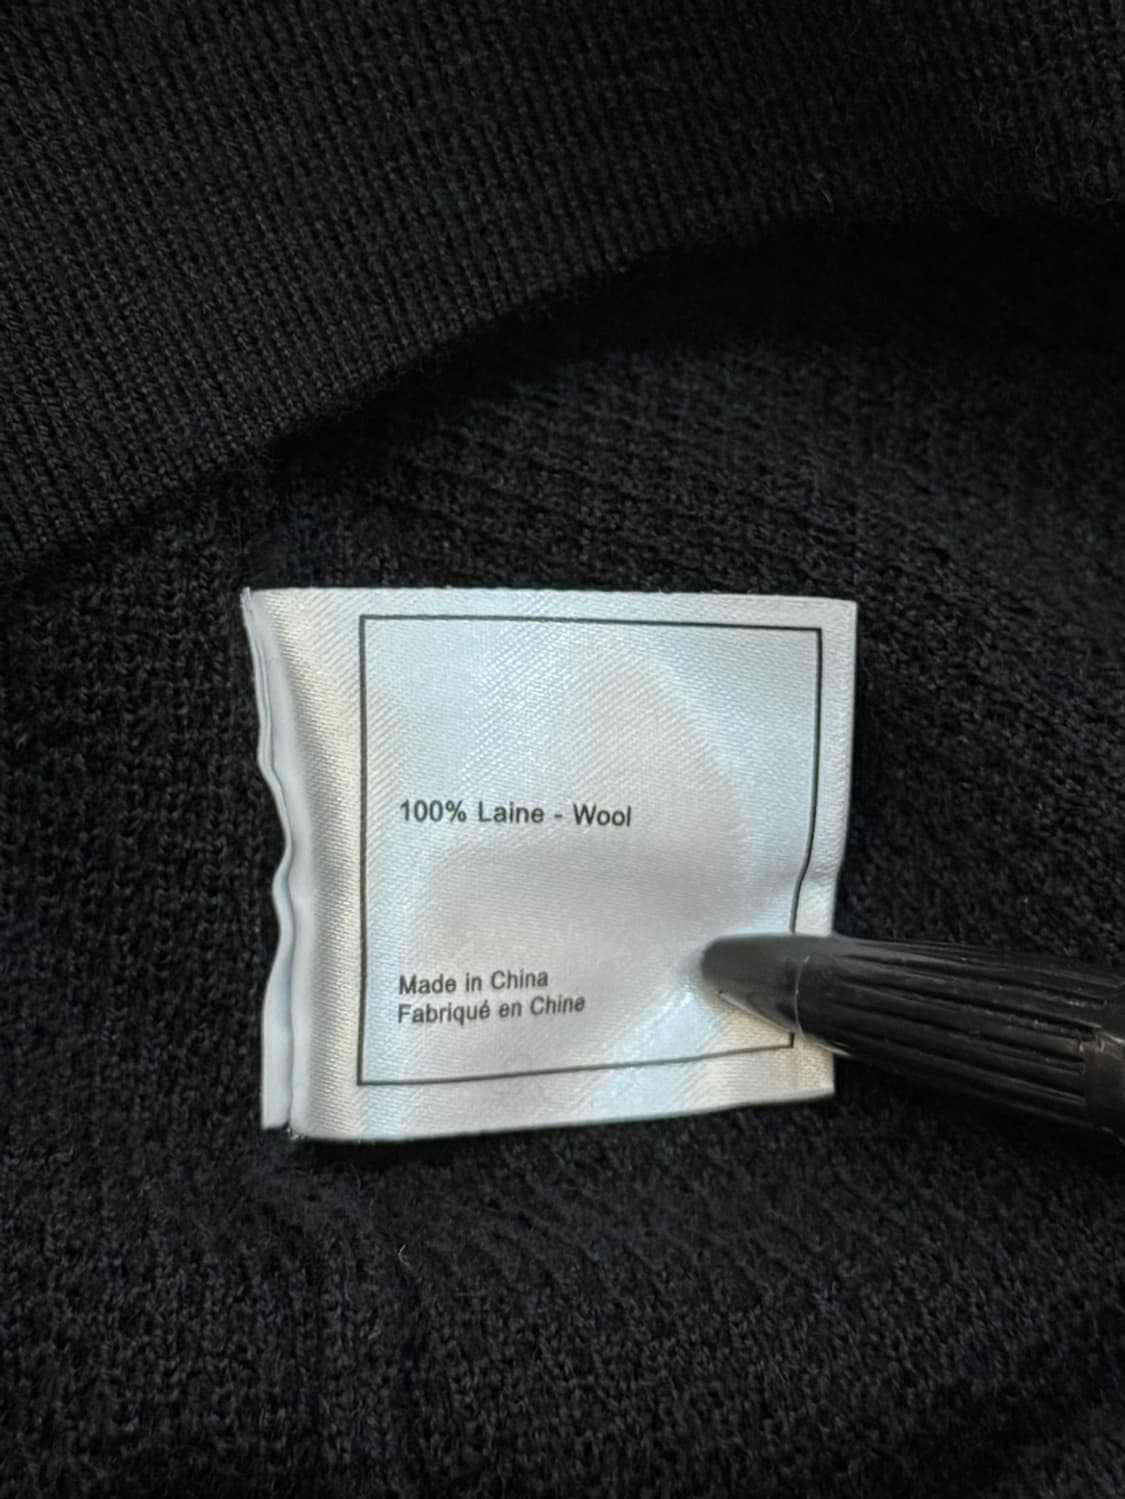 100% Laine - Wool
Made in China
Fabriqué en Chine